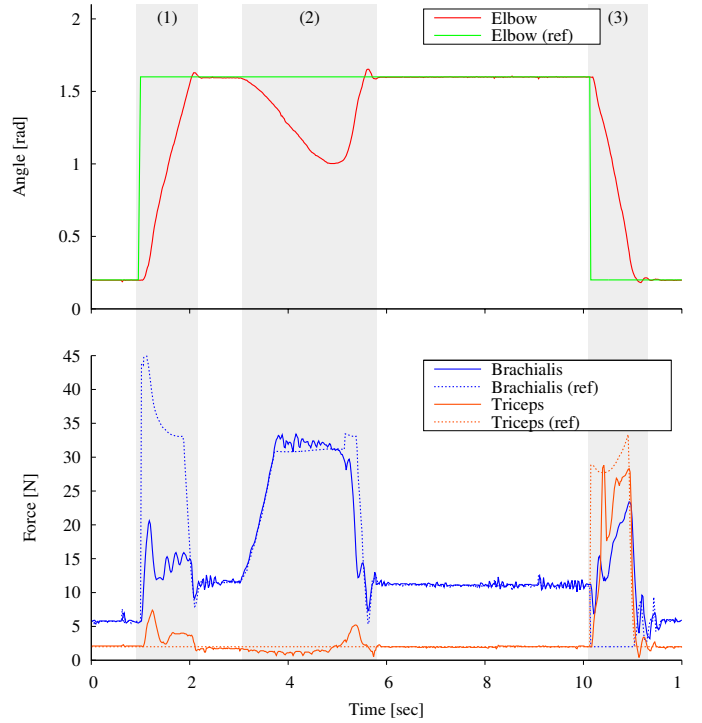 (1) (2) (3)
Elbow
Elbow (ref)
2
1.5
1
0.5
0
Angle [rad]
45
40
35
30
25
20
15
10
5
0
Force [N]
Brachialis
Brachialis (ref)
Triceps
Triceps (ref)
0 2 4 6 8 10 1
Time [sec]